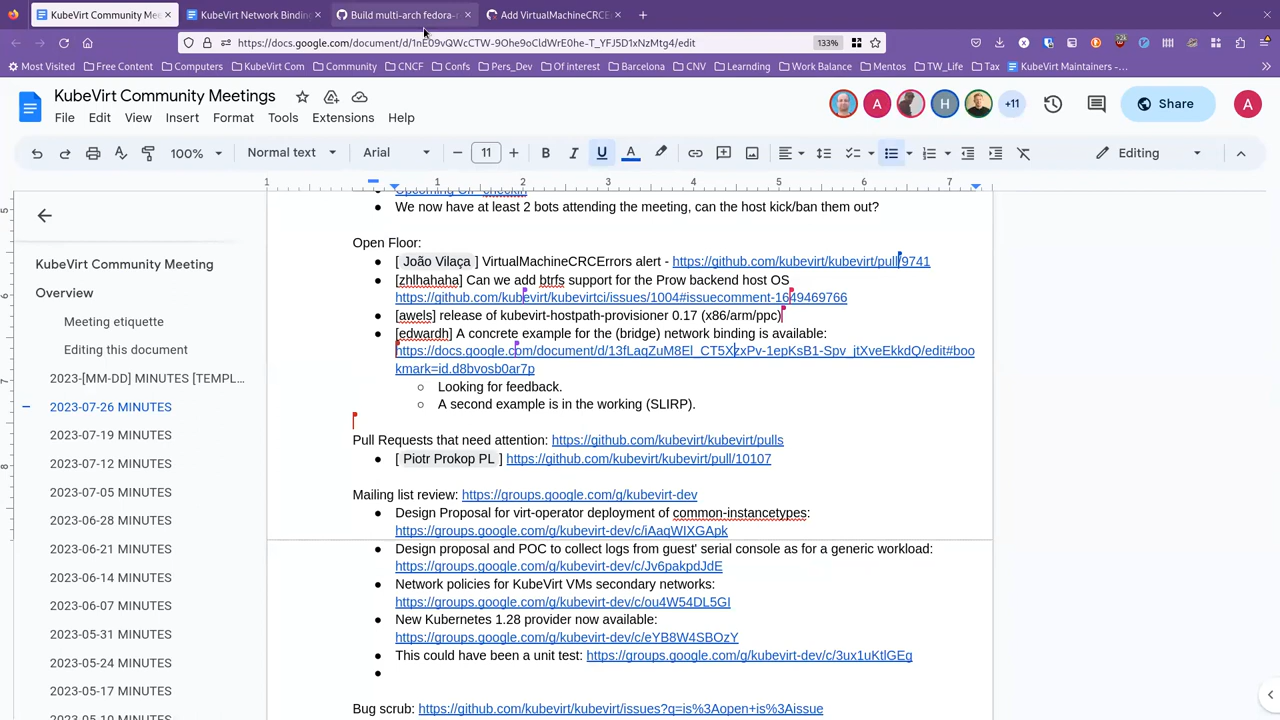 KubeVirt Community Me
KubeVirt Network Bindin
Build multi-arch fedora-
Add VirtualMachineCRCE
https://docs.google.com/document/d/1nE09vQWcCTW-9Ohe9oCldWrE0he-T_YFJ5D1xNzMtg4/edit
133%
Most Visited
Free Content
Computers
KubeVirt Com
Community
CNCF
Confs
Pers_Dev
Of interest
Barcelona
CNV
Learnding
Work Balance
Mentos
TW_Life
Tax
KubeVirt Maintainers –…
KubeVirt Community Meetings
File Edit View Insert Format Tools Extensions Help
A
H
+11
Share
A
100%
Normal text
Arial
11
Editing
1 1 2 3 4 5 6 7
KubeVirt Community Meeting
Overview
Meeting etiquette
Editing this document
2023-[MM-DD] MINUTES [TEMPL...
2023-07-26 MINUTES
2023-07-19 MINUTES
2023-07-12 MINUTES
2023-07-05 MINUTES
2023-06-28 MINUTES
2023-06-21 MINUTES
2023-06-14 MINUTES
2023-06-07 MINUTES
2023-05-31 MINUTES
2023-05-24 MINUTES
2023-05-17 MINUTES
2023-05-10 MINUTES
We now have at least 2 bots attending the meeting, can the host kick/ban them out?
Open Floor:
[ João Vilaça ] VirtualMachineCRCErrors alert - https://github.com/kubevirt/kubevirt/pull/9741
[zhlhahaha] Can we add btrfs support for the Prow backend host OS
https://github.com/kubevirt/kubevirtci/issues/1004#issuecomment-1649469766
[awels] release of kubevirt-hostpath-provisioner 0.17 (x86/arm/ppc)
[edwardh] A concrete example for the (bridge) network binding is available:
https://docs.google.com/document/d/13fLaqZuM8El_CT5XzxPv-1epKsB1-Spv_jtXveEkkdQ/edit#boo
kmark=id.d8bvosb0ar7p
Looking for feedback.
A second example is in the working (SLIRP).
Pull Requests that need attention: https://github.com/kubevirt/kubevirt/pulls
[ Piotr Prokop PL ] https://github.com/kubevirt/kubevirt/pull/10107
Mailing list review: https://groups.google.com/g/kubevirt-dev
Design Proposal for virt-operator deployment of common-instancetypes:
https://groups.google.com/g/kubevirt-dev/c/iAaqWIXGApk
Design proposal and POC to collect logs from guest' serial console as for a generic workload:
https://groups.google.com/g/kubevirt-dev/c/Jv6pakpdJdE
Network policies for KubeVirt VMs secondary networks:
https://groups.google.com/g/kubevirt-dev/c/ou4W54DL5GI
New Kubernetes 1.28 provider now available:
https://groups.google.com/g/kubevirt-dev/c/eYB8W4SBOzY
This could have been a unit test: https://groups.google.com/g/kubevirt-dev/c/3ux1uKtlGEg
Bug scrub: https://github.com/kubevirt/kubevirt/issues?q=is%3Aopen+is%3Aissue